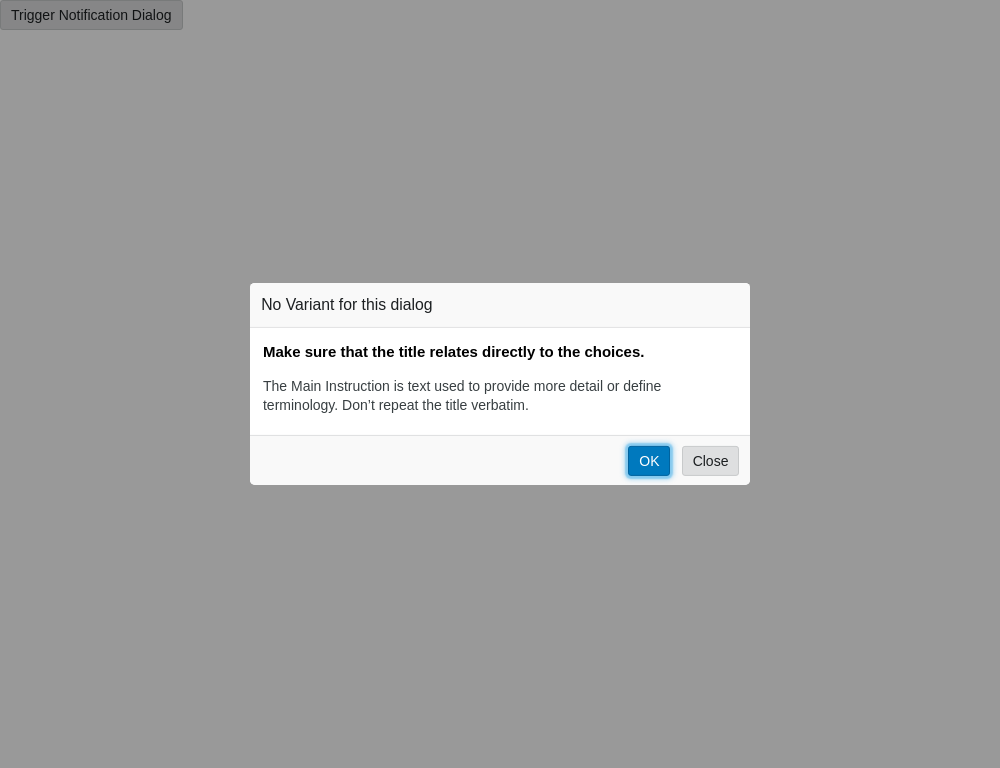 Trigger Notification Dialog
No Variant for this dialog
Make sure that the title relates directly to the choices.
The Main Instruction is text used to provide more detail or define
terminology. Don’t repeat the title verbatim.
OK Close